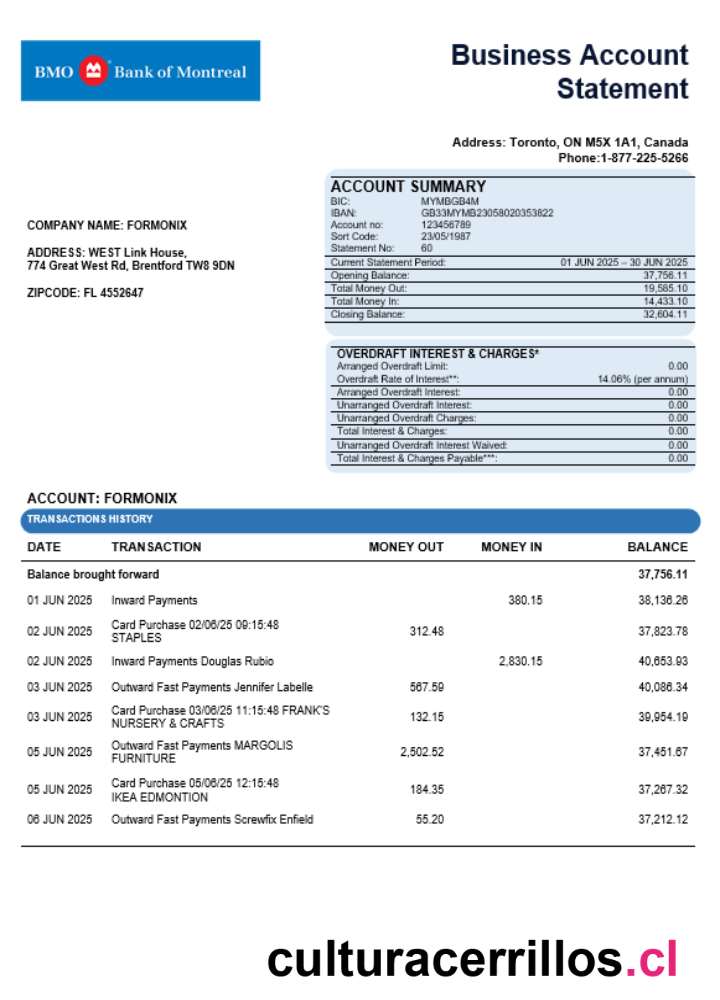 BMO Bank of Montreal
Business Account
Statement
Address: Toronto, ON M5X 1A1, Canada
Phone:1-877-225-5266
COMPANY NAME: FORMONIX
ADDRESS: WEST Link House,
774 Great West Rd, Brentford TW8 9DN
ZIPCODE: FL 4552647
ACCOUNT SUMMARY
BIC: MYMBGB4M
IBAN: GB33MYMB23058020353822
Account no: 123456789
Sort Code: 23/05/1987
Statement No: 60
Current Statement Period: 01 JUN 2025 – 30 JUN 2025
Opening Balance: 37,756.11
Total Money Out: 19,585.10
Total Money In: 14,433.10
Closing Balance: 32,604.11
OVERDRAFT INTEREST & CHARGES*
Arranged Overdraft Limit: 0.00
Overdraft Rate of Interest**: 14.06% (per annum)
Arranged Overdraft Interest: 0.00
Unarranged Overdraft Interest: 0.00
Unarranged Overdraft Charges: 0.00
Total Interest & Charges: 0.00
Unarranged Overdraft Interest Waived: 0.00
Total Interest & Charges Payable***: 0.00
ACCOUNT: FORMONIX
TRANSACTIONS HISTORY
DATE TRANSACTION MONEY OUT MONEY IN BALANCE
Balance brought forward 37,756.11
01 JUN 2025 Inward Payments 380.15 38,136.26
02 JUN 2025 Card Purchase 02/06/25 09:15:48 312.48 37,823.78
STAPLES
02 JUN 2025 Inward Payments Douglas Rubio 2,830.15 40,653.93
03 JUN 2025 Outward Fast Payments Jennifer Labelle 567.59 40,086.34
03 JUN 2025 Card Purchase 03/06/25 11:15:48 FRANK'S 132.15 39,954.19
NURSERY & CRAFTS
05 JUN 2025 Outward Fast Payments MARGOLIS 2,502.52 37,451.67
FURNITURE
05 JUN 2025 Card Purchase 05/06/25 12:15:48 184.35 37,267.32
IKEA EDMONTION
06 JUN 2025 Outward Fast Payments Screwfix Enfield 55.20 37,212.12
culturacerrillos.cl